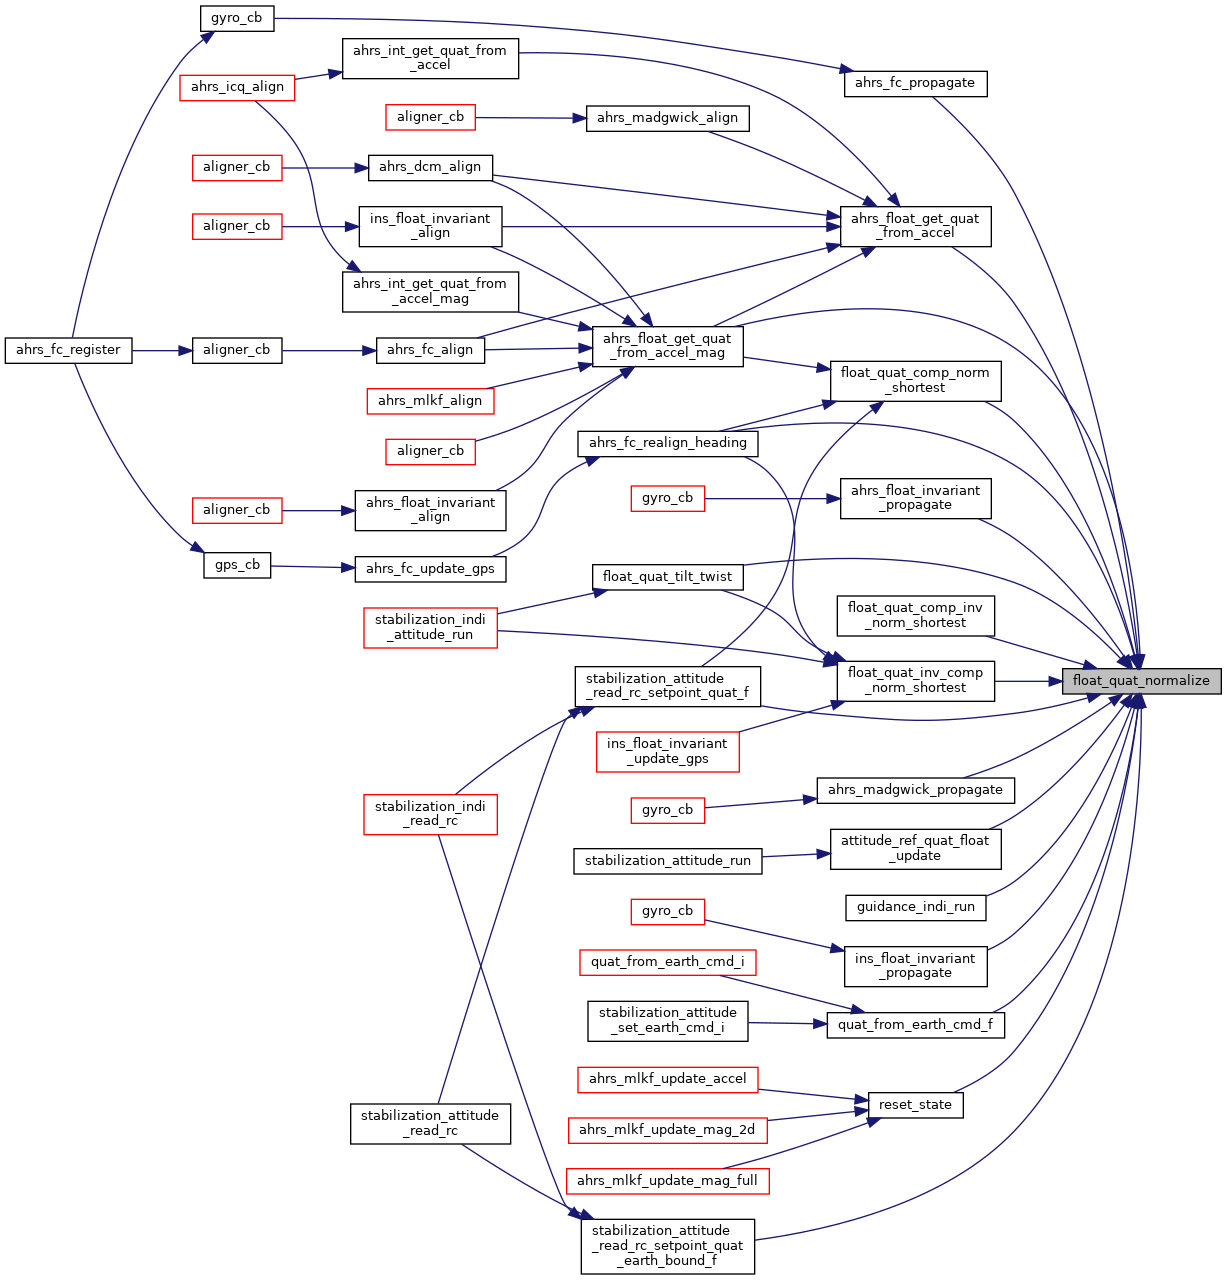 gyro_cb
ahrs_int_get_quat_from
_accel
ahrs_icq_align
ahrs_fc_propagate
aligner_cb
ahrs_madgwick_align
aligner_cb
ahrs_dcm_align
aligner_cb
ins_float_invariant
_align
ahrs_float_get_quat
_from_accel
ahrs_int_get_quat_from
_accel_mag
ahrs_fc_register
aligner_cb
ahrs_fc_align
ahrs_float_get_quat
_from_accel_mag
float_quat_comp_norm
_shortest
ahrs_mlkf_align
aligner_cb
ahrs_fc_realign_heading
aligner_cb
ahrs_float_invariant
_align
gyro_cb
ahrs_float_invariant
_propagate
gps_cb
ahrs_fc_update_gps
float_quat_tilt_twist
stabilization_indi
_attitude_run
float_quat_comp_inv
_norm_shortest
stabilization_attitude
_read_rc_setpoint_quat_f
float_quat_inv_comp
_norm_shortest
float_quat_normalize
ins_float_invariant
_update_gps
stabilization_indi
_read_rc
gyro_cb
ahrs_madgwick_propagate
stabilization_attitude_run
attitude_ref_quat_float
_update
gyro_cb
guidance_indi_run
quat_from_earth_cmd_i
ins_float_invariant
_propagate
stabilization_attitude
_set_earth_cmd_i
quat_from_earth_cmd_f
ahrs_mlkf_update_accel
stabilization_attitude
_read_rc
ahrs_mlkf_update_mag_2d
reset_state
ahrs_mlkf_update_mag_full
stabilization_attitude
_read_rc_setpoint_quat
_earth_bound_f